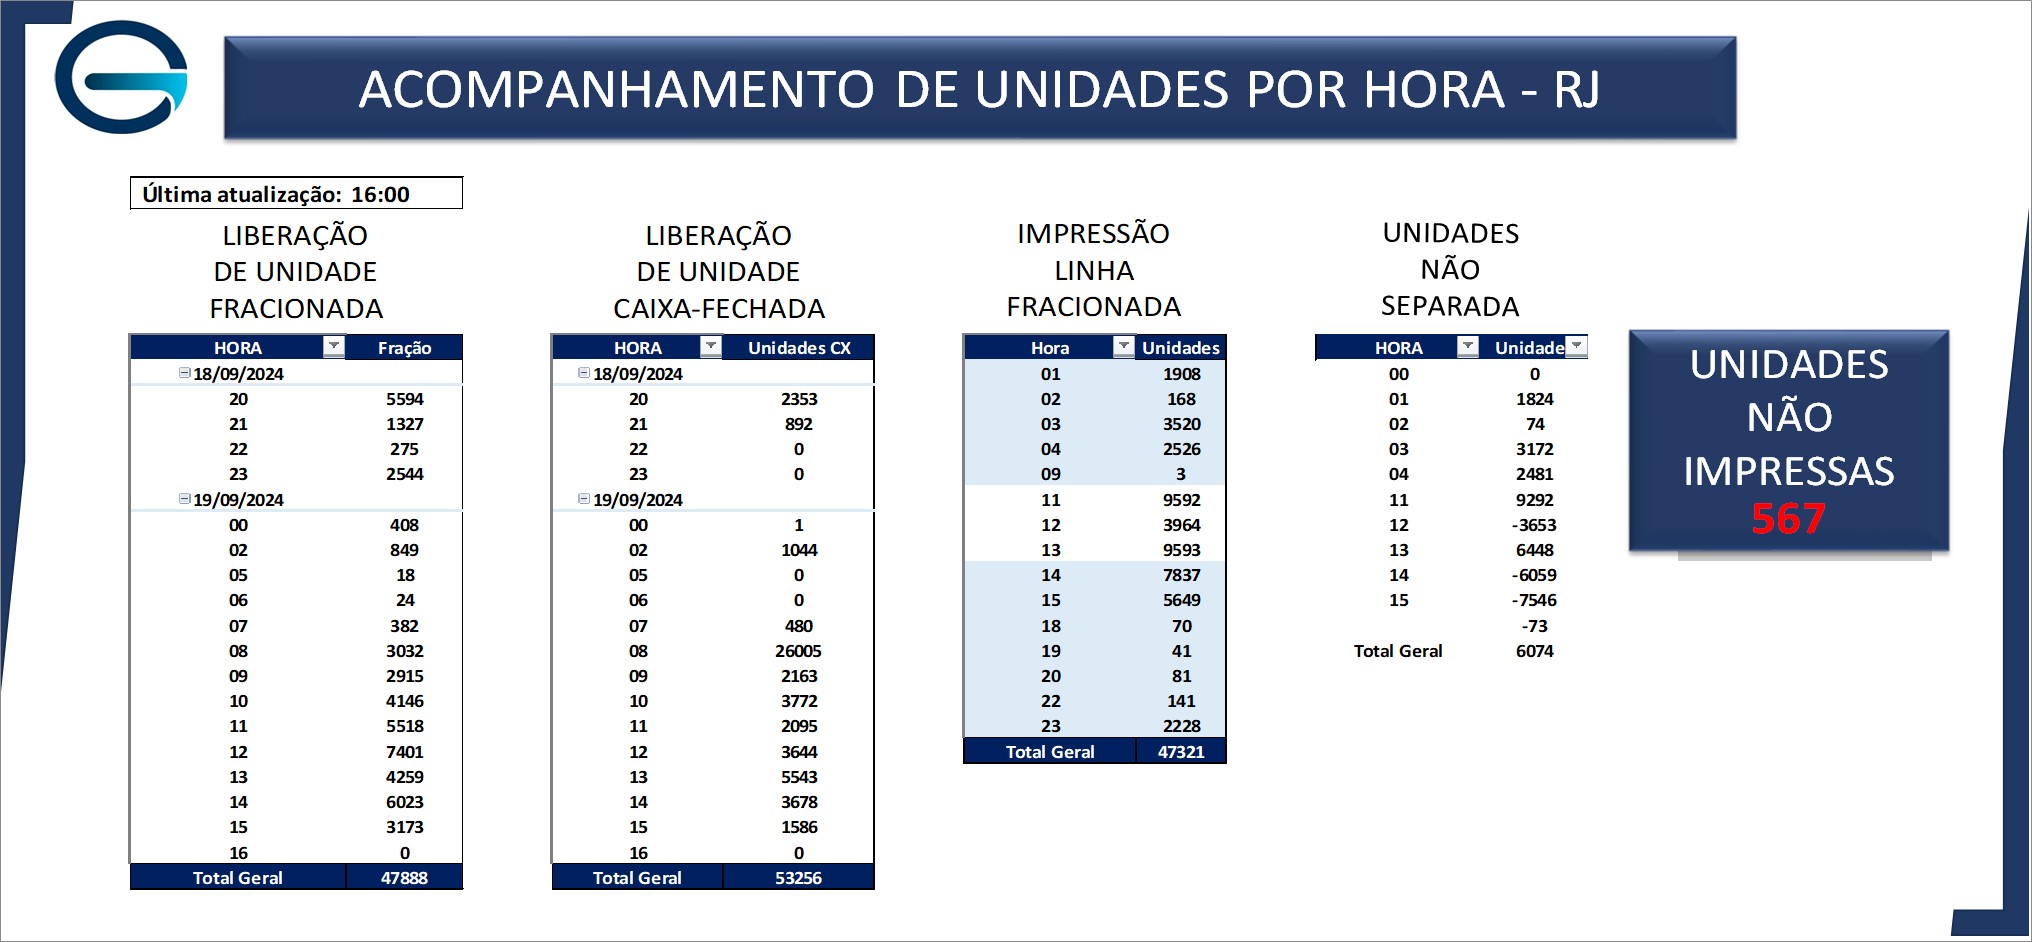 ACOMPANHAMENTO DE UNIDADES POR HORA - RJ
Última atualização: 16:00
LIBERAÇÃO
DE UNIDADE
FRACIONADA
HORA Fração
18/09/2024
20 5594
21 1327
22 275
23 2544
19/09/2024
00 408
02 849
05 18
06 24
07 382
08 3032
09 2915
10 4146
11 5518
12 7401
13 4259
14 6023
15 3173
16 0
Total Geral 47888
LIBERAÇÃO
DE UNIDADE
CAIXA-FECHADA
HORA Unidades CX
18/09/2024
20 2353
21 892
22 0
23 0
19/09/2024
00 1
02 1044
05 0
06 0
07 480
08 26005
09 2163
10 3772
11 2095
12 3644
13 5543
14 3678
15 1586
16 0
Total Geral 53256
IMPRESSÃO
LINHA
FRACIONADA
Hora Unidades
01 1908
02 168
03 3520
04 2526
09 3
11 9592
12 3964
13 9593
14 7837
15 5649
18 70
19 41
20 81
22 141
23 2228
Total Geral 47321
UNIDADES
NÃO
SEPARADA
HORA Unidade
00 0
01 1824
02 74
03 3172
04 2481
11 9292
12 -3653
13 6448
14 -6059
15 -7546
-73
Total Geral 6074
UNIDADES
NÃO
IMPRESSAS
567